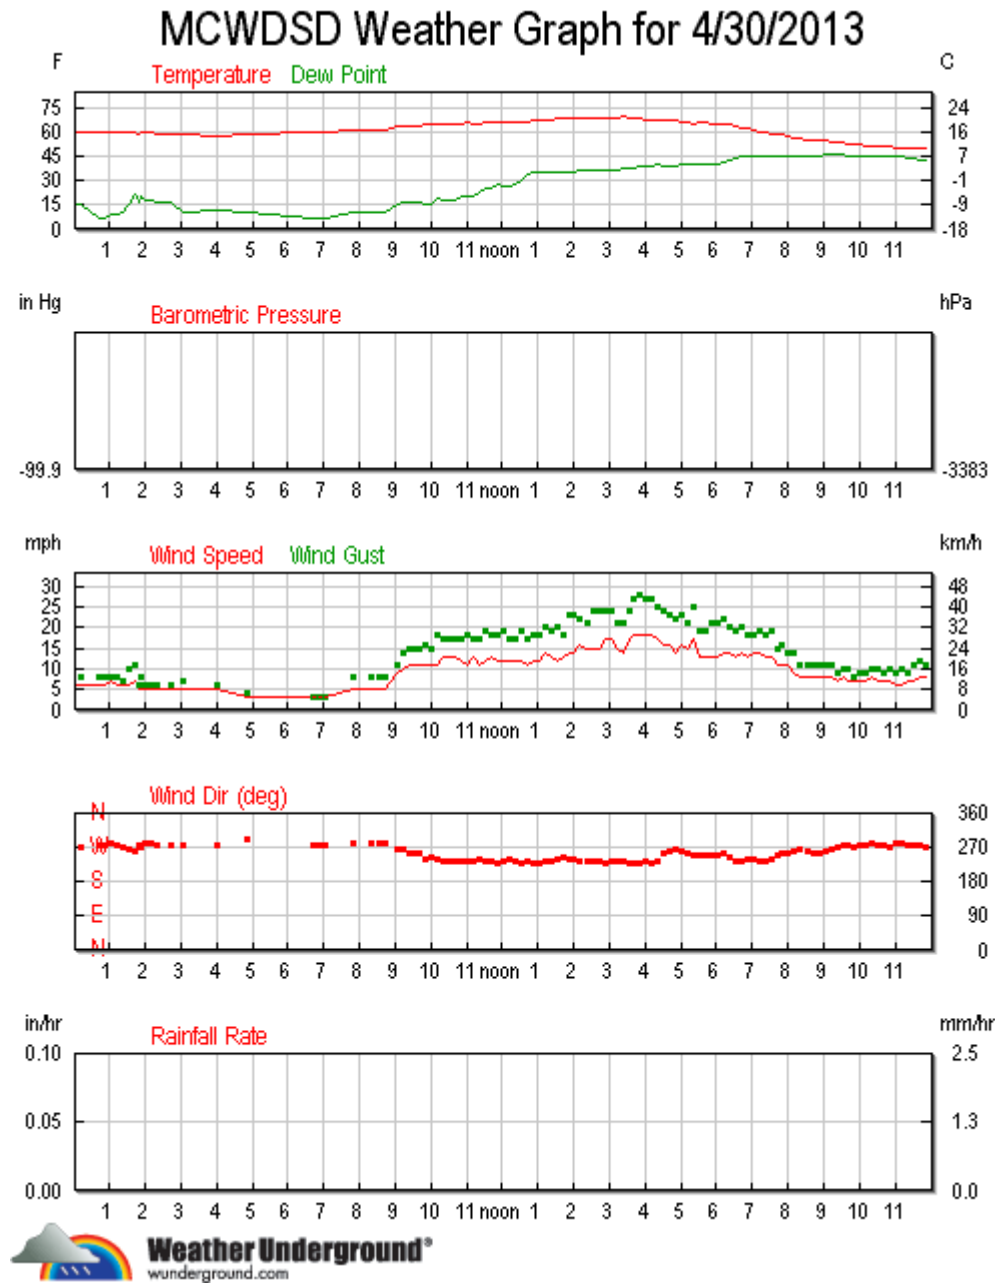 MCWDSD Weather Graph for 4/30/2013
F Temperature Dew Point C
75 24
60 16
45 7
30 -1
15 -9
0 -18
1 2 3 4 5 6 7 8 9 10 11 noon 1 2 3 4 5 6 7 8 9 10 11
in Hg Barometric Pressure hPa
-99.9 -3383
1 2 3 4 5 6 7 8 9 10 11 noon 1 2 3 4 5 6 7 8 9 10 11
mph Wind Speed Wind Gust km/h
30 48
25 40
20 32
15 24
10 16
5 8
0 0
1 2 3 4 5 6 7 8 9 10 11 noon 1 2 3 4 5 6 7 8 9 10 11
Wind Dir (deg)
N 360
W 270
S 180
E 90
N 0
1 2 3 4 5 6 7 8 9 10 11 noon 1 2 3 4 5 6 7 8 9 10 11
in/hr Rainfall Rate mm/hr
0.10 2.5
0.05 1.3
0.00 0.0
1 2 3 4 5 6 7 8 9 10 11 noon 1 2 3 4 5 6 7 8 9 10 11
Weather Underground®
wunderground.com